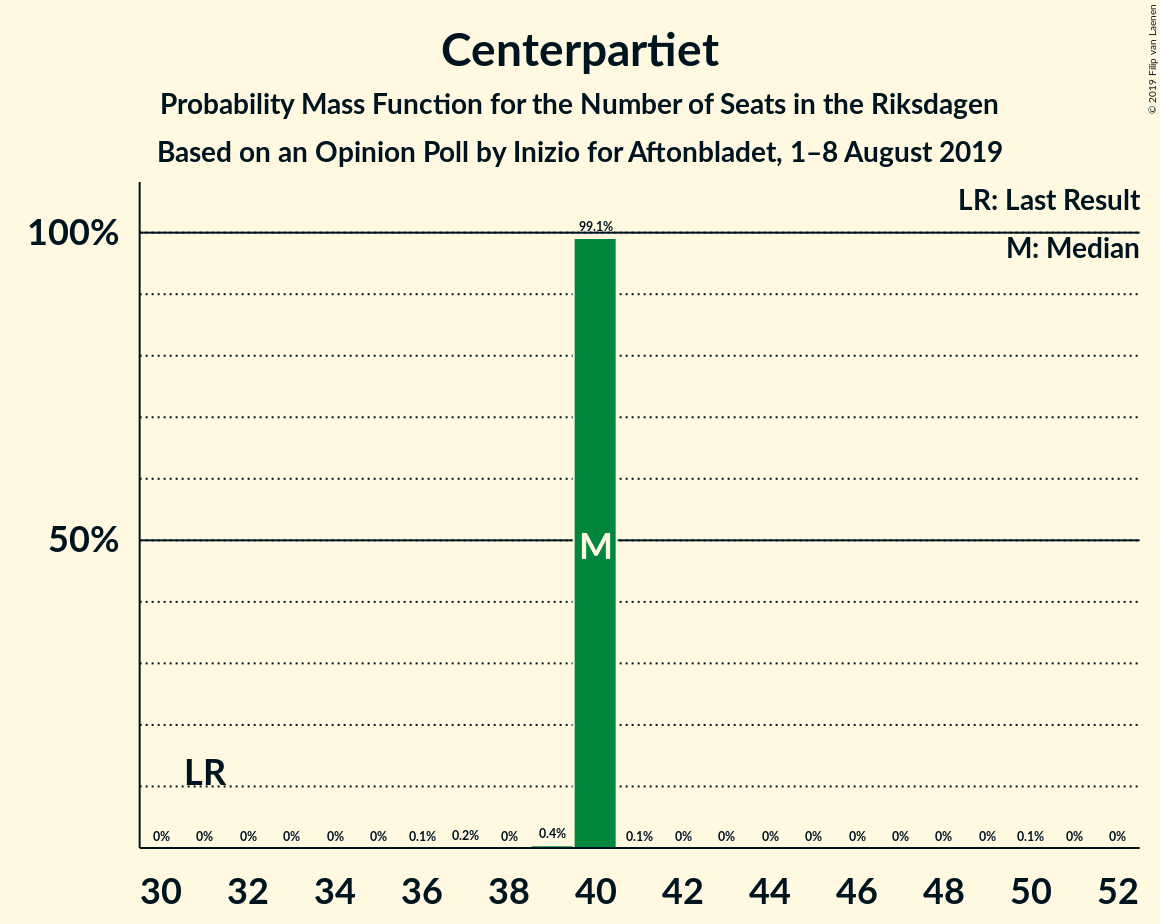 Centerpartiet
Probability Mass Function for the Number of Seats in the Riksdagen
Based on an Opinion Poll by Inizio for Aftonbladet, 1–8 August 2019
© 2019 Filip van Laenen
LR: Last Result
M: Median
100%
50%
99.1%
M
LR
0% 0% 0% 0% 0% 0% 0.1% 0.2% 0% 0.4% 0.1% 0% 0% 0% 0% 0% 0% 0% 0% 0.1% 0% 0%
30 32 34 36 38 40 42 44 46 48 50 52